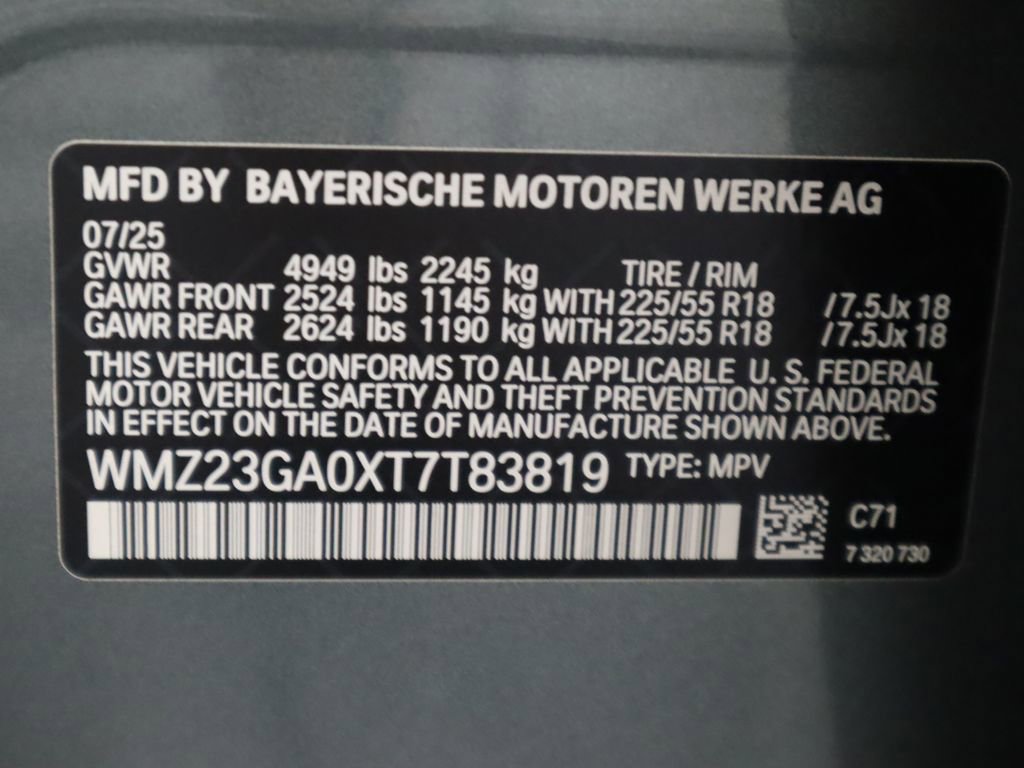 MFD BY BAYERISCHE MOTOREN WERKE AG
07/25
GVWR 4949 lbs 2245 kg TIRE / RIM
GAWR FRONT 2524 lbs 1145 kg WITH 225/55 R18 /7.5Jx 18
GAWR REAR 2624 lbs 1190 kg WITH 225/55 R18 /7.5Jx 18
THIS VEHICLE CONFORMS TO ALL APPLICABLE U. S. FEDERAL
MOTOR VEHICLE SAFETY AND THEFT PREVENTION STANDARDS
IN EFFECT ON THE DATE OF MANUFACTURE SHOWN ABOVE.
WMZ23GA0XT7T83819 TYPE: MPV
C71
7 320 730